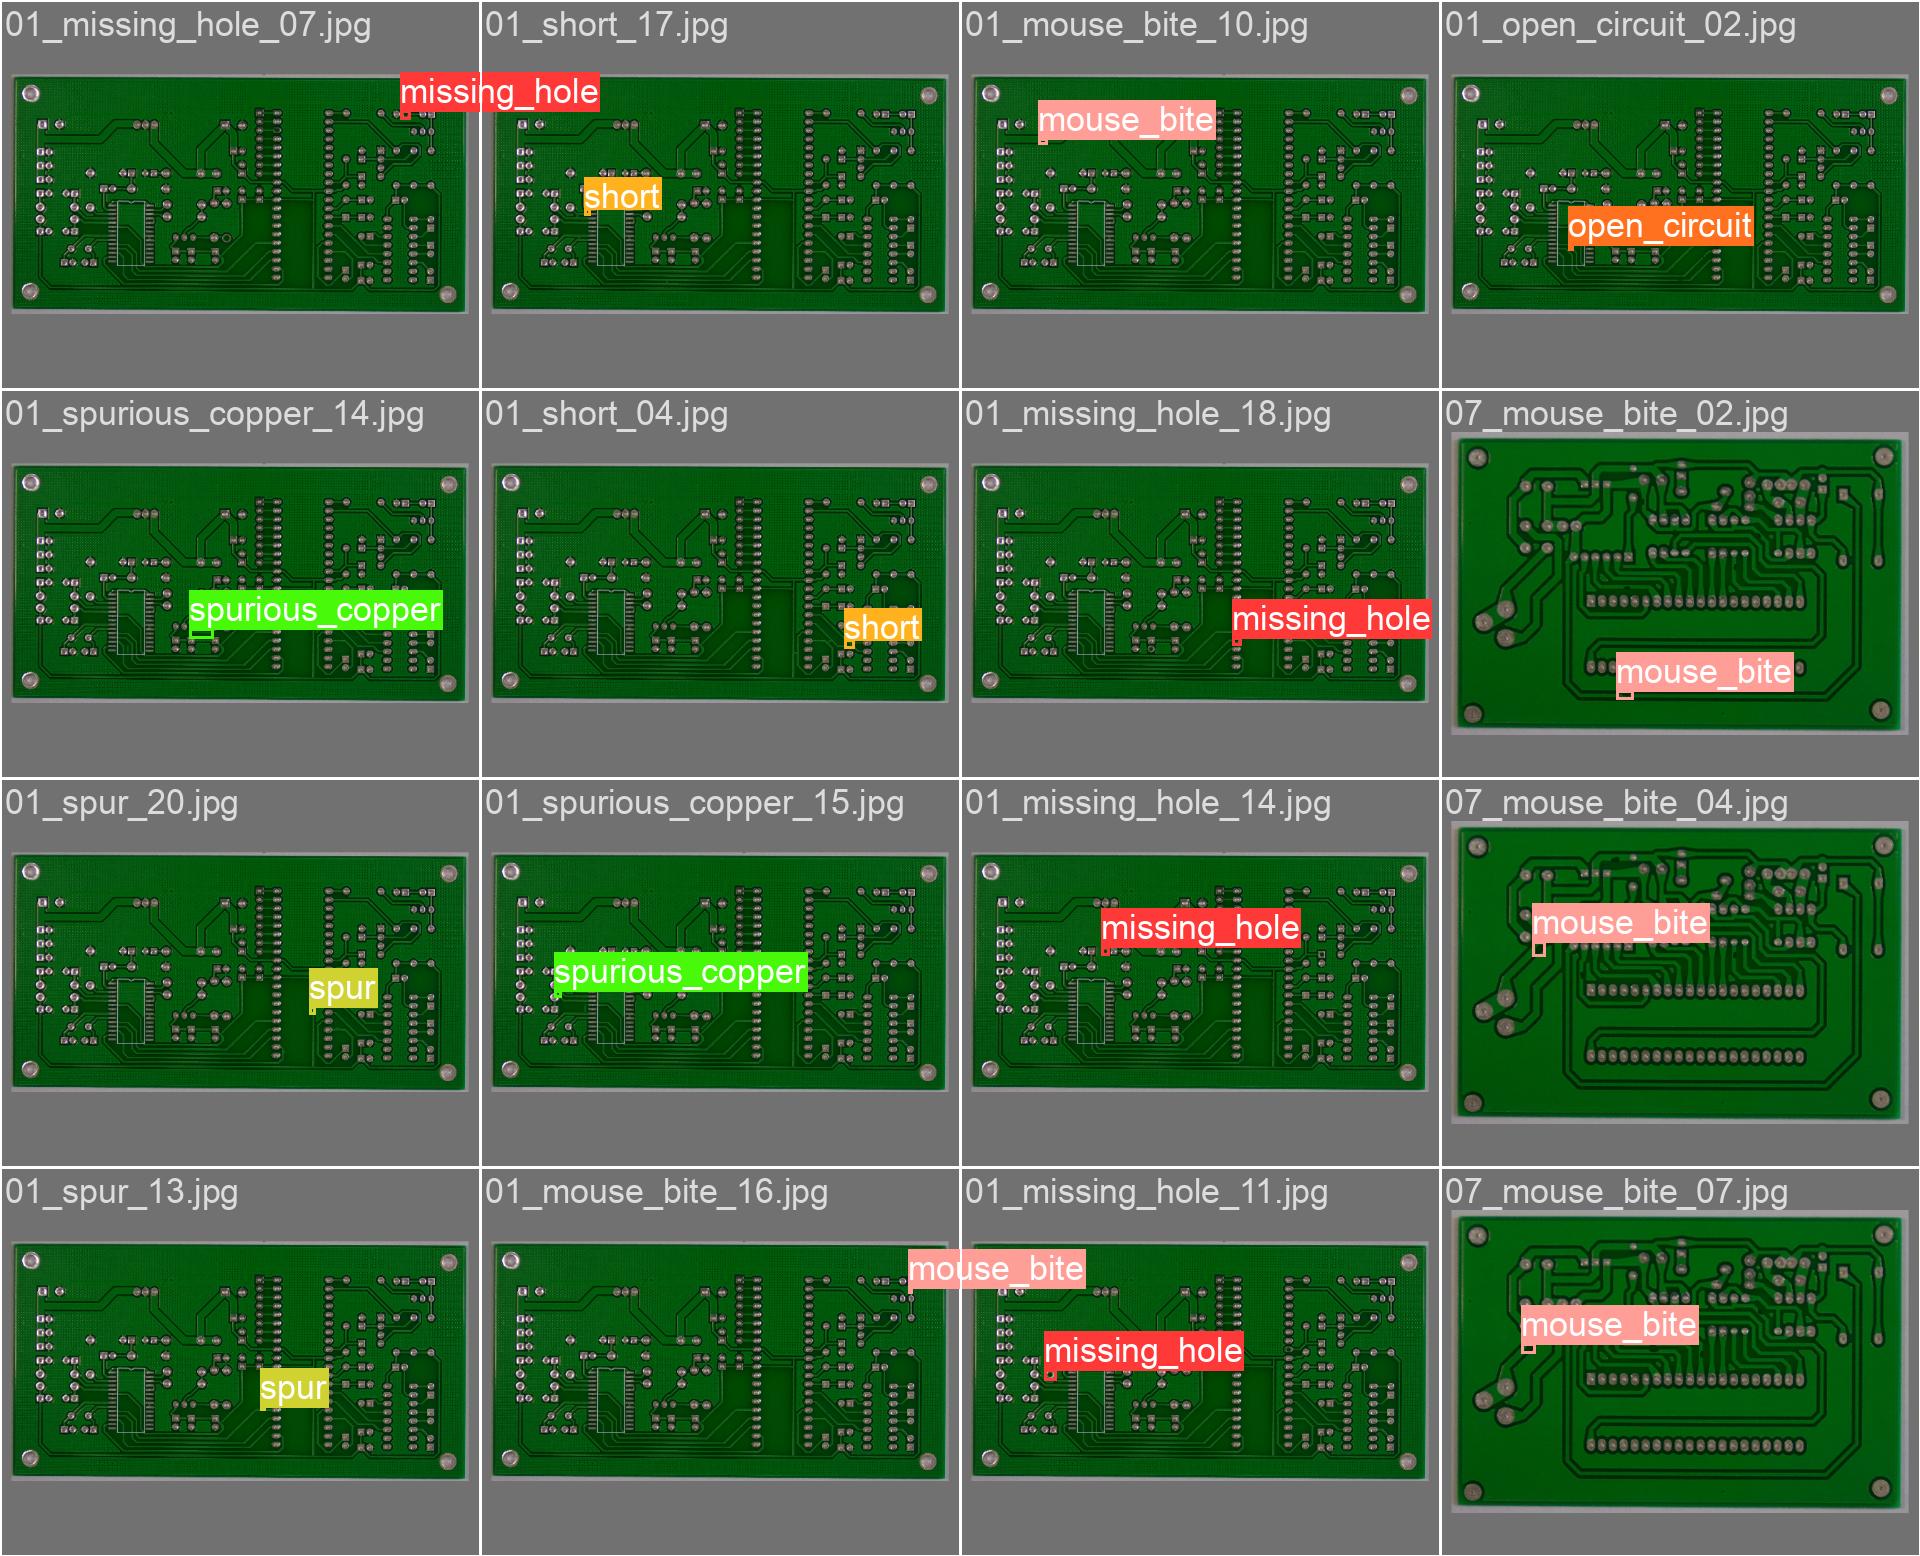 01_missing_hole_07.jpg
missing_hole
01_short_17.jpg
short
01_mouse_bite_10.jpg
mouse_bite
01_open_circuit_02.jpg
open_circuit
01_spurious_copper_14.jpg
spurious_copper
01_short_04.jpg
short
01_missing_hole_18.jpg
missing_hole
07_mouse_bite_02.jpg
mouse_bite
01_spur_20.jpg
spur
01_spurious_copper_15.jpg
spurious_copper
01_missing_hole_14.jpg
missing_hole
07_mouse_bite_04.jpg
mouse_bite
01_spur_13.jpg
spur
01_mouse_bite_16.jpg
mouse_bite
01_missing_hole_11.jpg
missing_hole
07_mouse_bite_07.jpg
mouse_bite